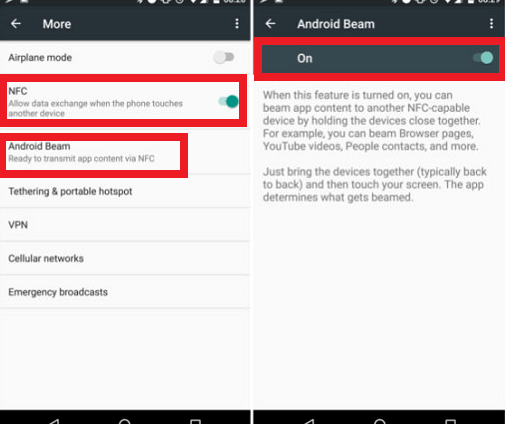 More
Airplane mode
NFC
Allow data exchange when the phone touches
another device
Android Beam
Ready to transmit app content via NFC
Tethering & portable hotspot
VPN
Cellular networks
Emergency broadcasts
Android Beam
On
When this feature is turned on, you can
beam app content to another NFC-capable
device by holding the devices close together.
For example, you can beam Browser pages,
YouTube videos, People contacts, and more.
Just bring the devices together (typically back
to back) and then touch your screen. The app
determines what gets beamed.